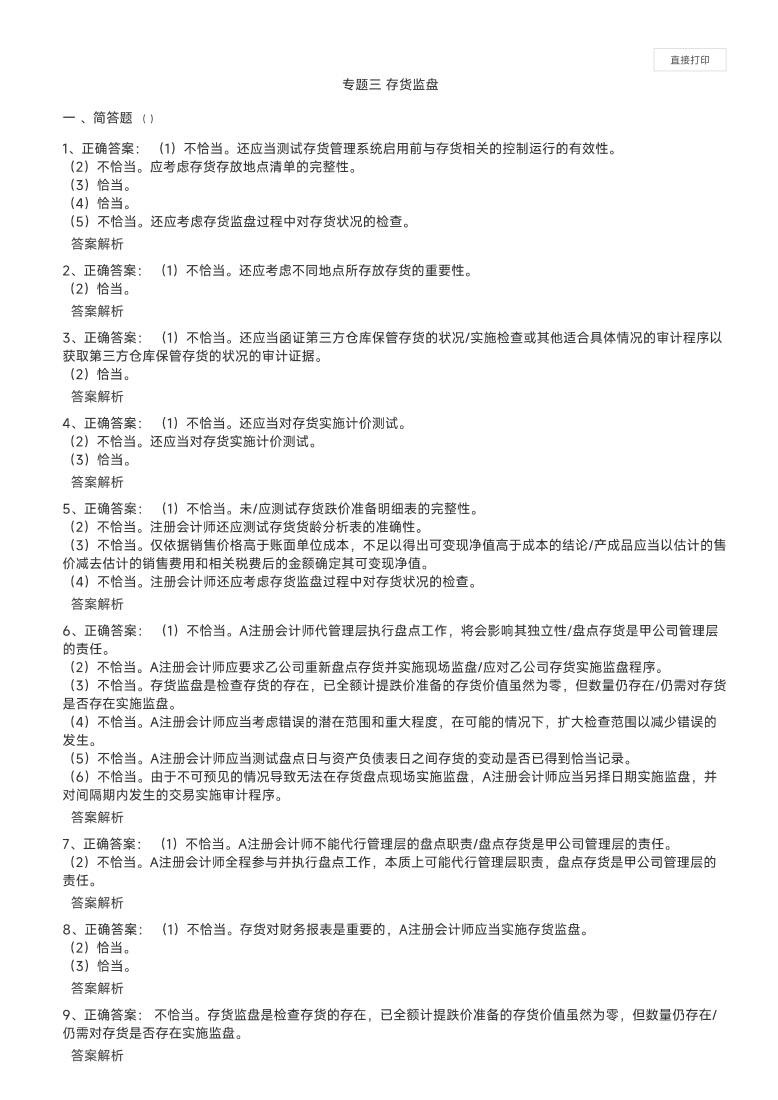 直接打印
专题三 存货监盘
一 、简答题 （ ）
1、正确答案： （1）不恰当。还应当测试存货管理系统启用前与存货相关的控制运行的有效性。
（2）不恰当。应考虑存货存放地点清单的完整性。
（3）恰当。
（4）恰当。
（5）不恰当。还应考虑存货监盘过程中对存货状况的检查。
答案解析
2、正确答案： （1）不恰当。还应考虑不同地点所存放存货的重要性。
（2）恰当。
答案解析
3、正确答案： （1）不恰当。还应当函证第三方仓库保管存货的状况/实施检查或其他适合具体情况的审计程序以
获取第三方仓库保管存货的状况的审计证据。
（2）恰当。
答案解析
4、正确答案： （1）不恰当。还应当对存货实施计价测试。
（2）不恰当。还应当对存货实施计价测试。
（3）恰当。
答案解析
5、正确答案： （1）不恰当。未/应测试存货跌价准备明细表的完整性。
（2）不恰当。注册会计师还应测试存货货龄分析表的准确性。
（3）不恰当。仅依据销售价格高于账面单位成本，不足以得出可变现净值高于成本的结论/产成品应当以估计的售
价减去估计的销售费用和相关税费后的金额确定其可变现净值。
（4）不恰当。注册会计师还应考虑存货监盘过程中对存货状况的检查。
答案解析
6、正确答案： （1）不恰当。A注册会计师代管理层执行盘点工作，将会影响其独立性/盘点存货是甲公司管理层
的责任。
（2）不恰当。A注册会计师应要求乙公司重新盘点存货并实施现场监盘/应对乙公司存货实施监盘程序。
（3）不恰当。存货监盘是检查存货的存在，已全额计提跌价准备的存货价值虽然为零，但数量仍存在/仍需对存货
是否存在实施监盘。
（4）不恰当。A注册会计师应当考虑错误的潜在范围和重大程度，在可能的情况下，扩大检查范围以减少错误的
发生。
（5）不恰当。A注册会计师应当测试盘点日与资产负债表日之间存货的变动是否已得到恰当记录。
（6）不恰当。由于不可预见的情况导致无法在存货盘点现场实施监盘，A注册会计师应当另择日期实施监盘，并
对间隔期内发生的交易实施审计程序。
答案解析
7、正确答案： （1）不恰当。A注册会计师不能代行管理层的盘点职责/盘点存货是甲公司管理层的责任。
（2）不恰当。A注册会计师全程参与并执行盘点工作，本质上可能代行管理层职责，盘点存货是甲公司管理层的
责任。
答案解析
8、正确答案： （1）不恰当。存货对财务报表是重要的，A注册会计师应当实施存货监盘。
（2）恰当。
（3）恰当。
答案解析
9、正确答案： 不恰当。存货监盘是检查存货的存在，已全额计提跌价准备的存货价值虽然为零，但数量仍存在/
仍需对存货是否存在实施监盘。
答案解析